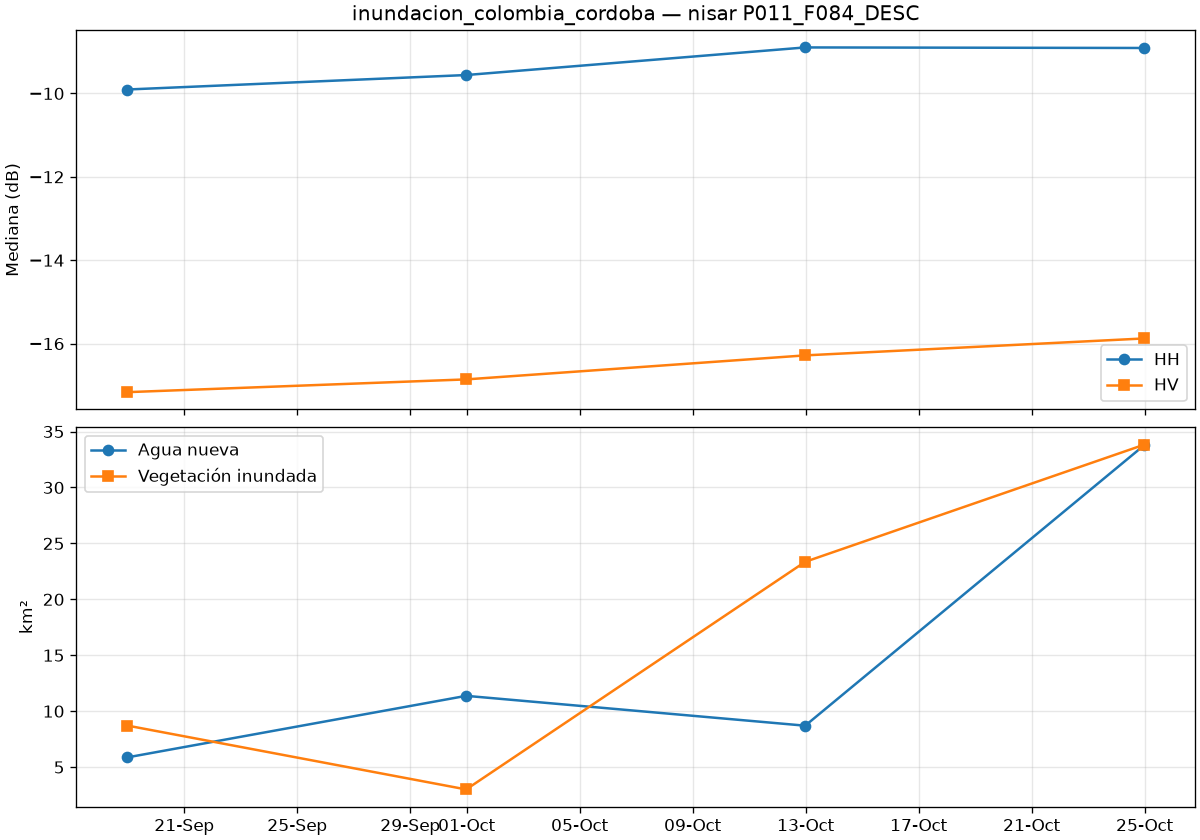 inundacion_colombia_cordoba — nisar P011_F084_DESC
Mediana (dB)
−10
−12
−14
−16
HH
HV
km²
35
30
25
20
15
10
5
Agua nueva
Vegetación inundada
21-Sep 25-Sep 29-Sep 01-Oct 05-Oct 09-Oct 13-Oct 17-Oct 21-Oct 25-Oct